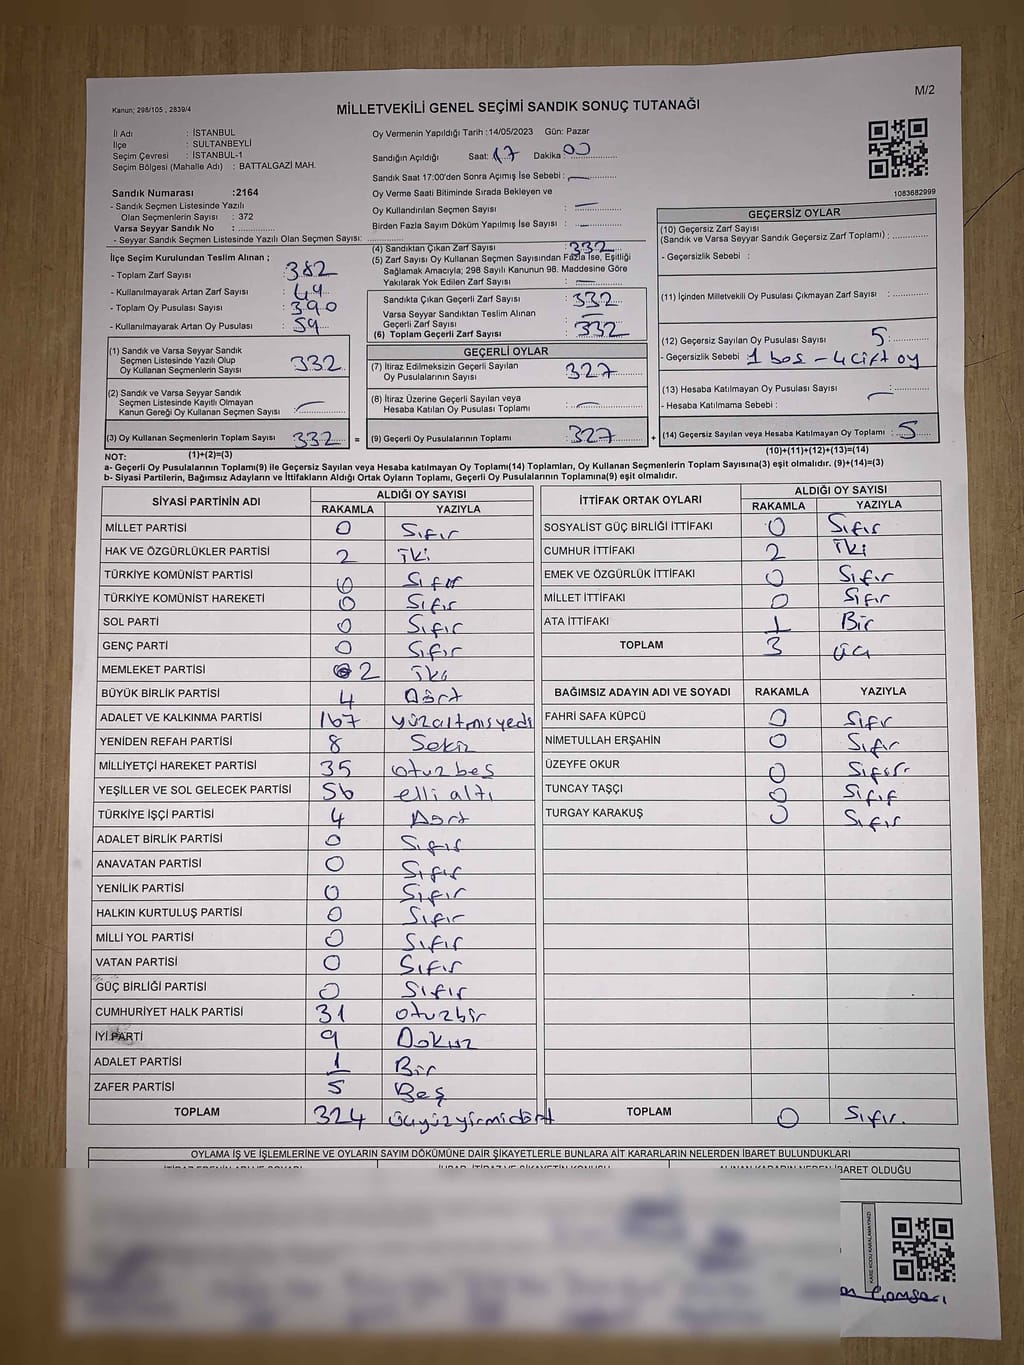 M/2
Kanun; 298/105 , 2839/4
MİLLETVEKİLİ GENEL SEÇİMİ SANDIK SONUÇ TUTANAĞI
İl Adı : İSTANBUL
İlçe : SULTANBEYLİ
Seçim Çevresi : İSTANBUL-1
Seçim Bölgesi (Mahalle Adı) : BATTALGAZİ MAH.
Sandık Numarası :2164
- Sandık Seçmen Listesinde Yazılı
Olan Seçmenlerin Sayısı : 372
Varsa Seyyar Sandık No :
- Seyyar Sandık Seçmen Listesinde Yazılı Olan Seçmen Sayısı:
İlçe Seçim Kurulundan Teslim Alınan ;
- Toplam Zarf Sayısı : 382
- Kullanılmayarak Artan Zarf Sayısı : 49
- Toplam Oy Pusulası Sayısı : 390
- Kullanılmayarak Artan Oy Pusulası : 59
Oy Vermenin Yapıldığı Tarih :14/05/2023 Gün: Pazar
Sandığın Açıldığı Saat: 17 Dakika: 00
Sandık Saat 17:00'den Sonra Açımış İse Sebebi : —
Oy Verme Saati Bitiminde Sırada Bekleyen ve
Oy Kullandırılan Seçmen Sayısı : —
Birden Fazla Sayım Döküm Yapılmış İse Sayısı : —
(4) Sandıktan Çıkan Zarf Sayısı : 332
(5) Zarf Sayısı Oy Kullanan Seçmen Sayısından Fazla İse, Eşitliği
Sağlamak Amacıyla; 298 Sayılı Kanunun 98. Maddesine Göre
Yakılarak Yok Edilen Zarf Sayısı : —
Sandıkta Çıkan Geçerli Zarf Sayısı : 332
Varsa Seyyar Sandıktan Teslim Alınan
Geçerli Zarf Sayısı : —
(6) Toplam Geçerli Zarf Sayısı : 332
1083682999
GEÇERSİZ OYLAR
(10) Geçersiz Zarf Sayısı
(Sandık ve Varsa Seyyar Sandık Geçersiz Zarf Toplamı) :
- Geçersizlik Sebebi :
(11) İçinden Milletvekili Oy Pusulası Çıkmayan Zarf Sayısı :
(12) Geçersiz Sayılan Oy Pusulası Sayısı : 5
- Geçersizlik Sebebi : 1 boş – 4 çift oy
(13) Hesaba Katılmayan Oy Pusulası Sayısı : —
- Hesaba Katılmama Sebebi :
(14) Geçersiz Sayılan veya Hesaba Katılmayan Oy Toplamı : 5
(10)+(11)+(12)+(13)=(14)
(1) Sandık ve Varsa Seyyar Sandık
Seçmen Listesinde Yazılı Olup
Oy Kullanan Seçmenlerin Sayısı : 332
(2) Sandık ve Varsa Seyyar Sandık
Seçmen Listesinde Kayıtlı Olmayan
Kanun Gereği Oy Kullanan Seçmen Sayısı : —
(3) Oy Kullanan Seçmenlerin Toplam Sayısı : 332 =
(1)+(2)=(3)
GEÇERLİ OYLAR
(7) İtiraz Edilmeksizin Geçerli Sayılan
Oy Pusulalarının Sayısı : 327
(8) İtiraz Üzerine Geçerli Sayılan veya
Hesaba Katılan Oy Pusulası Toplamı : —
(9) Geçerli Oy Pusulalarının Toplamı : 327 +
NOT:
a- Geçerli Oy Pusulalarının Toplamı(9) ile Geçersiz Sayılan veya Hesaba katılmayan Oy Toplamı(14) Toplamları, Oy Kullanan Seçmenlerin Toplam Sayısına(3) eşit olmalıdır. (9)+(14)=(3)
b- Siyasi Partilerin, Bağımsız Adayların ve İttifakların Aldığı Ortak Oyların Toplamı, Geçerli Oy Pusulalarının Toplamına(9) eşit olmalıdır.
SİYASİ PARTİNİN ADI ALDIĞI OY SAYISI
RAKAMLA YAZIYLA
MİLLET PARTİSİ 0 Sıfır
HAK VE ÖZGÜRLÜKLER PARTİSİ 2 İki
TÜRKİYE KOMÜNİST PARTİSİ 0 Sıfır
TÜRKİYE KOMÜNİST HAREKETİ 0 Sıfır
SOL PARTİ 0 Sıfır
GENÇ PARTİ 0 Sıfır
MEMLEKET PARTİSİ 2 İki
BÜYÜK BİRLİK PARTİSİ 4 Dört
ADALET VE KALKINMA PARTİSİ 167 yüzaltmışyedi
YENİDEN REFAH PARTİSİ 8 Sekiz
MİLLİYETÇİ HAREKET PARTİSİ 35 otuzbeş
YEŞİLLER VE SOL GELECEK PARTİSİ 56 elli altı
TÜRKİYE İŞÇİ PARTİSİ 4 Dört
ADALET BİRLİK PARTİSİ 0 Sıfır
ANAVATAN PARTİSİ 0 Sıfır
YENİLİK PARTİSİ 0 Sıfır
HALKIN KURTULUŞ PARTİSİ 0 Sıfır
MİLLİ YOL PARTİSİ 0 Sıfır
VATAN PARTİSİ 0 Sıfır
GÜÇ BİRLİĞİ PARTİSİ 0 Sıfır
CUMHURİYET HALK PARTİSİ 31 otuzbir
İYİ PARTİ 9 Dokuz
ADALET PARTİSİ 1 Bir
ZAFER PARTİSİ 5 Beş
TOPLAM 324 üçyüzyirmidört
İTTİFAK ORTAK OYLARI ALDIĞI OY SAYISI
RAKAMLA YAZIYLA
SOSYALİST GÜÇ BİRLİĞİ İTTİFAKI 0 Sıfır
CUMHUR İTTİFAKI 2 İki
EMEK VE ÖZGÜRLÜK İTTİFAKI 0 Sıfır
MİLLET İTTİFAKI 0 Sıfır
ATA İTTİFAKI 1 Bir
TOPLAM 3 üç
BAĞIMSIZ ADAYIN ADI VE SOYADI RAKAMLA YAZIYLA
FAHRİ SAFA KÜPCÜ 0 Sıfır
NİMETULLAH ERŞAHİN 0 Sıfır
ÜZEYFE OKUR 0 Sıfır
TUNCAY TAŞÇI 0 Sıfır
TURGAY KARAKUŞ 0 Sıfır
TOPLAM 0 Sıfır.
OYLAMA İŞ VE İŞLEMLERİNE VE OYLARIN SAYIM DÖKÜMÜNE DAİR ŞİKAYETLERLE BUNLARA AİT KARARLARIN NELERDEN İBARET BULUNDUKLARI
ALINAN KARARIN NEDEN İBARET OLDUĞU
KARE KODU KARALAMAYINIZ!